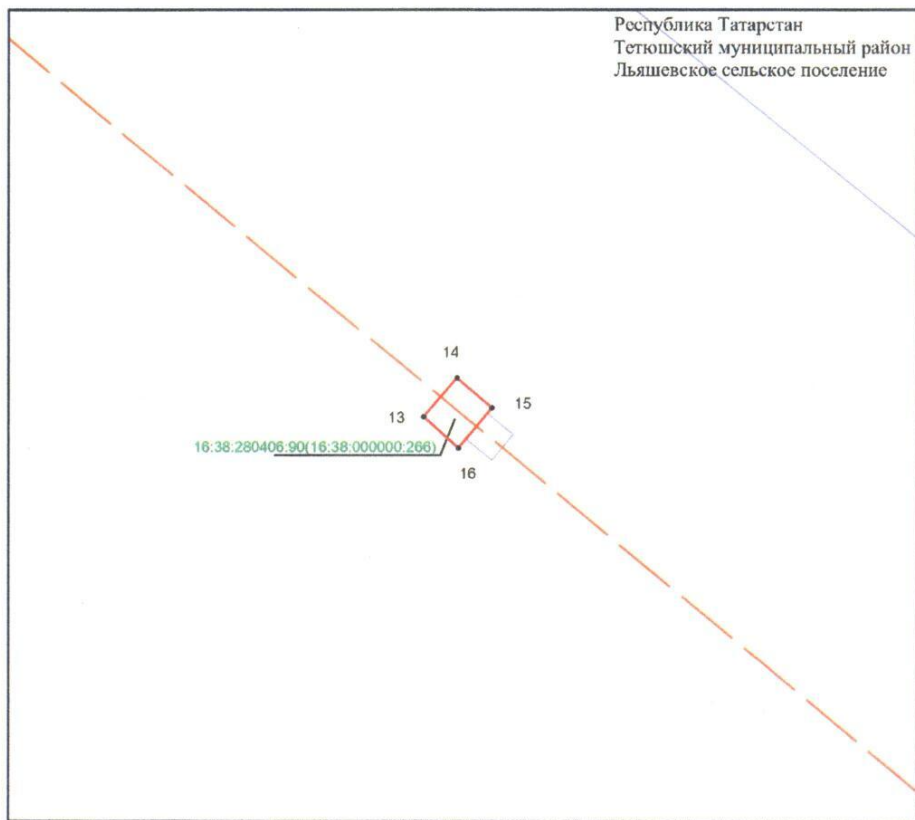 Республика Татарстан
Тетюшский муниципальный район
Льяшевское сельское поселение
14
13
15
16:38:280406:90(16:38:000000:266)
16